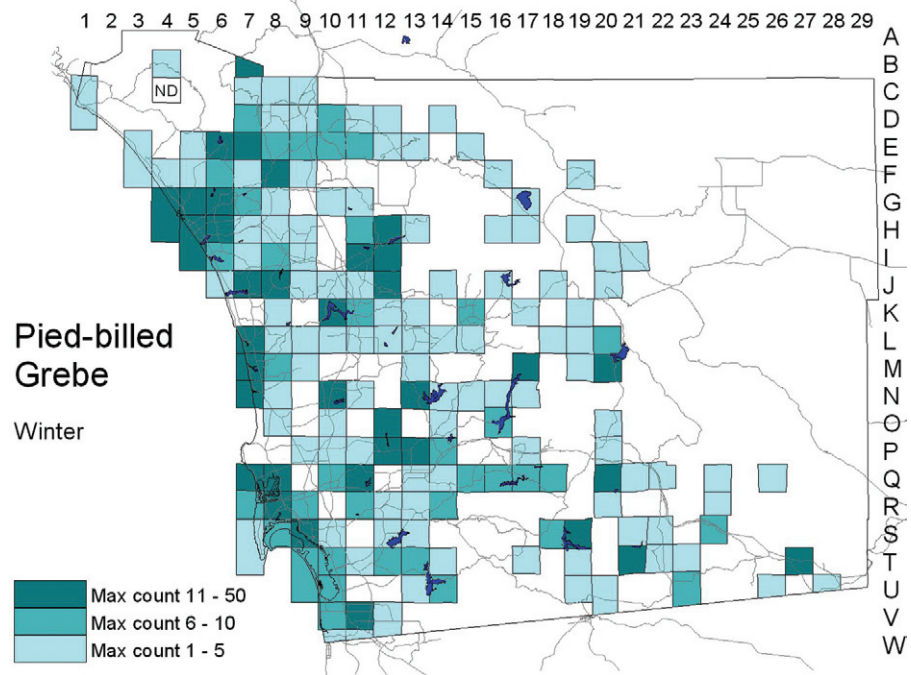 1 2 3 4 5 6 7 8 9 10 11 12 13 14 15 16 17 18 19 20 21 22 23 24 25 26 27 28 29
A
B
C
ND
D
E
F
G
H
I
J
K
L
M
N
O
P
Q
R
S
T
U
V
W
Pied-billed
Grebe
Winter
Max count 11 - 50
Max count 6 - 10
Max count 1 - 5